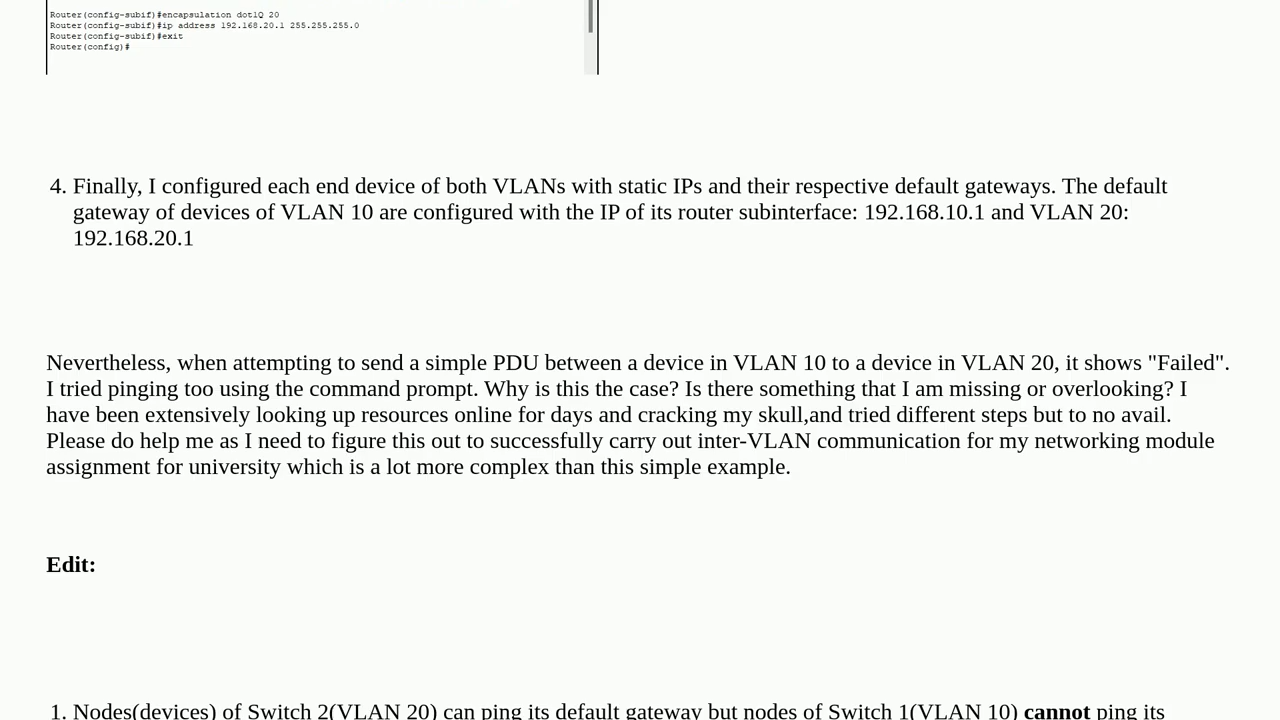 Router(config-subif)#encapsulation dot1Q 20
Router(config-subif)#ip address 192.168.20.1 255.255.255.0
Router(config-subif)#exit
Router(config)#
4. Finally, I configured each end device of both VLANs with static IPs and their respective default gateways. The default
gateway of devices of VLAN 10 are configured with the IP of its router subinterface: 192.168.10.1 and VLAN 20:
192.168.20.1
Nevertheless, when attempting to send a simple PDU between a device in VLAN 10 to a device in VLAN 20, it shows "Failed".
I tried pinging too using the command prompt. Why is this the case? Is there something that I am missing or overlooking? I
have been extensively looking up resources online for days and cracking my skull,and tried different steps but to no avail.
Please do help me as I need to figure this out to successfully carry out inter-VLAN communication for my networking module
assignment for university which is a lot more complex than this simple example.
Edit:
1. Nodes(devices) of Switch 2(VLAN 20) can ping its default gateway but nodes of Switch 1(VLAN 10) cannot ping its